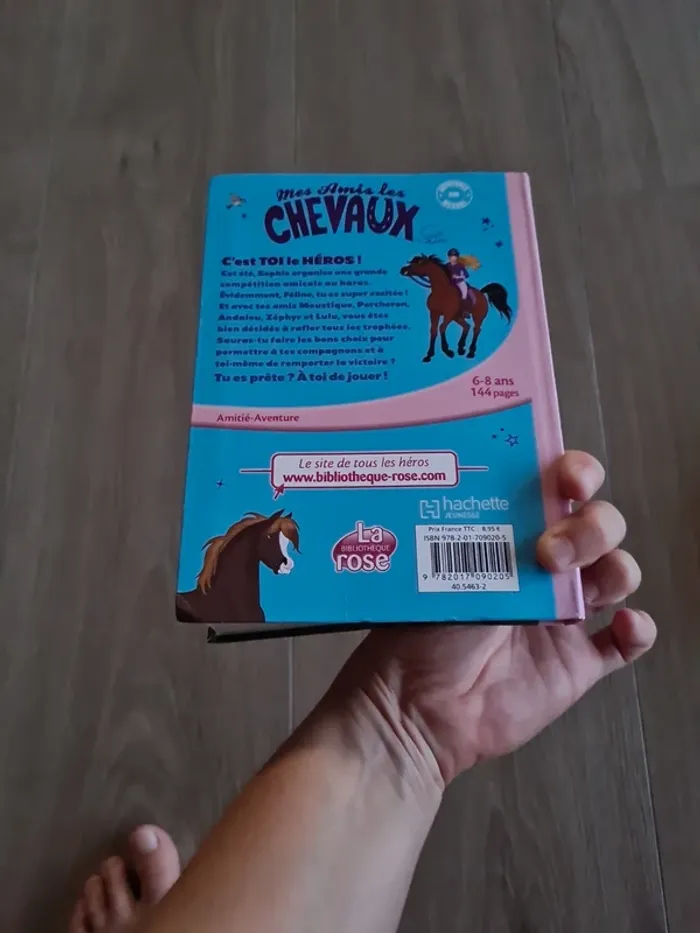 Mes Amis les
CHEVAUX
C'est TOI le HÉROS !
Cet été, Sophie organise une grande
compétition amicale au haras.
Évidemment, Féline, tu es super excitée !
Et avec tes amis Moustique, Percheron,
Andalou, Zéphyr et Lulu, vous êtes
bien décidés à rafler tous les trophées.
Sauras-tu faire les bons choix pour
permettre à tes compagnons et à
toi-même de remporter la victoire ?
Tu es prête ? À toi de jouer !
6-8 ans
144 pages
Amitié-Aventure
Le site de tous les héros
www.bibliotheque-rose.com
hachette
JEUNESSE
La
BIBLIOTHEQUE
rose
Prix France TTC : 6,95 €
ISBN 978-2-01-709020-5
9 782017 090205
40.5463-2